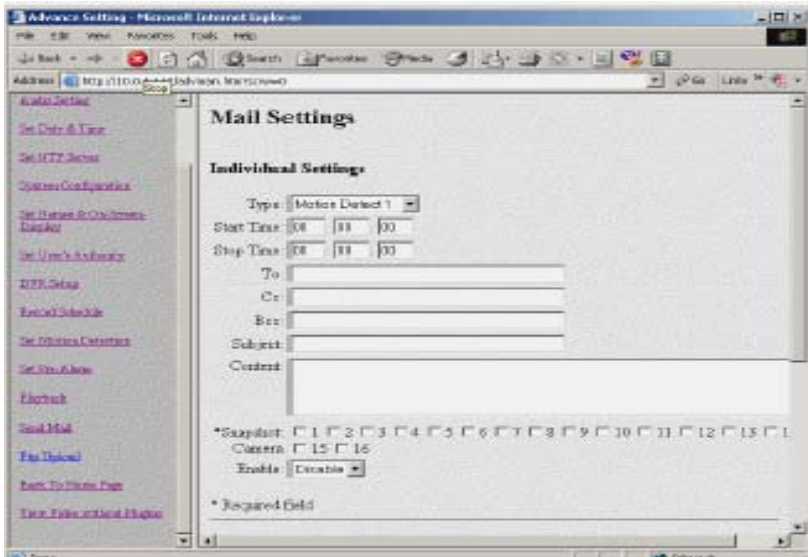 Advance Setting - Microsoft Internet Explorer
File Edit View Favorites Tools Help
Back Search Favorites Media
Address Go Links
Stop
Audio Setting
Set Date & Time
Set NTP Server
System Configuration
Set Name & On-Screen-Display
Set User's Authority
DVR Setup
Record Schedule
Set Motion Detection
Set Pre-Alarm
Playback
Send Mail
Ftp Upload
Back To Home Page
Mail Settings
Individual Settings
Type: Motion Detect 1
Start Time: 00 00 00
Stop Time: 00 00 00
To:
Cc:
Bcc:
Subject:
Content:
*Snapshot 1 2 3 4 5 6 7 8 9 10 11 12 13 1
Camera 15 16
Enable: Disable
* Required field